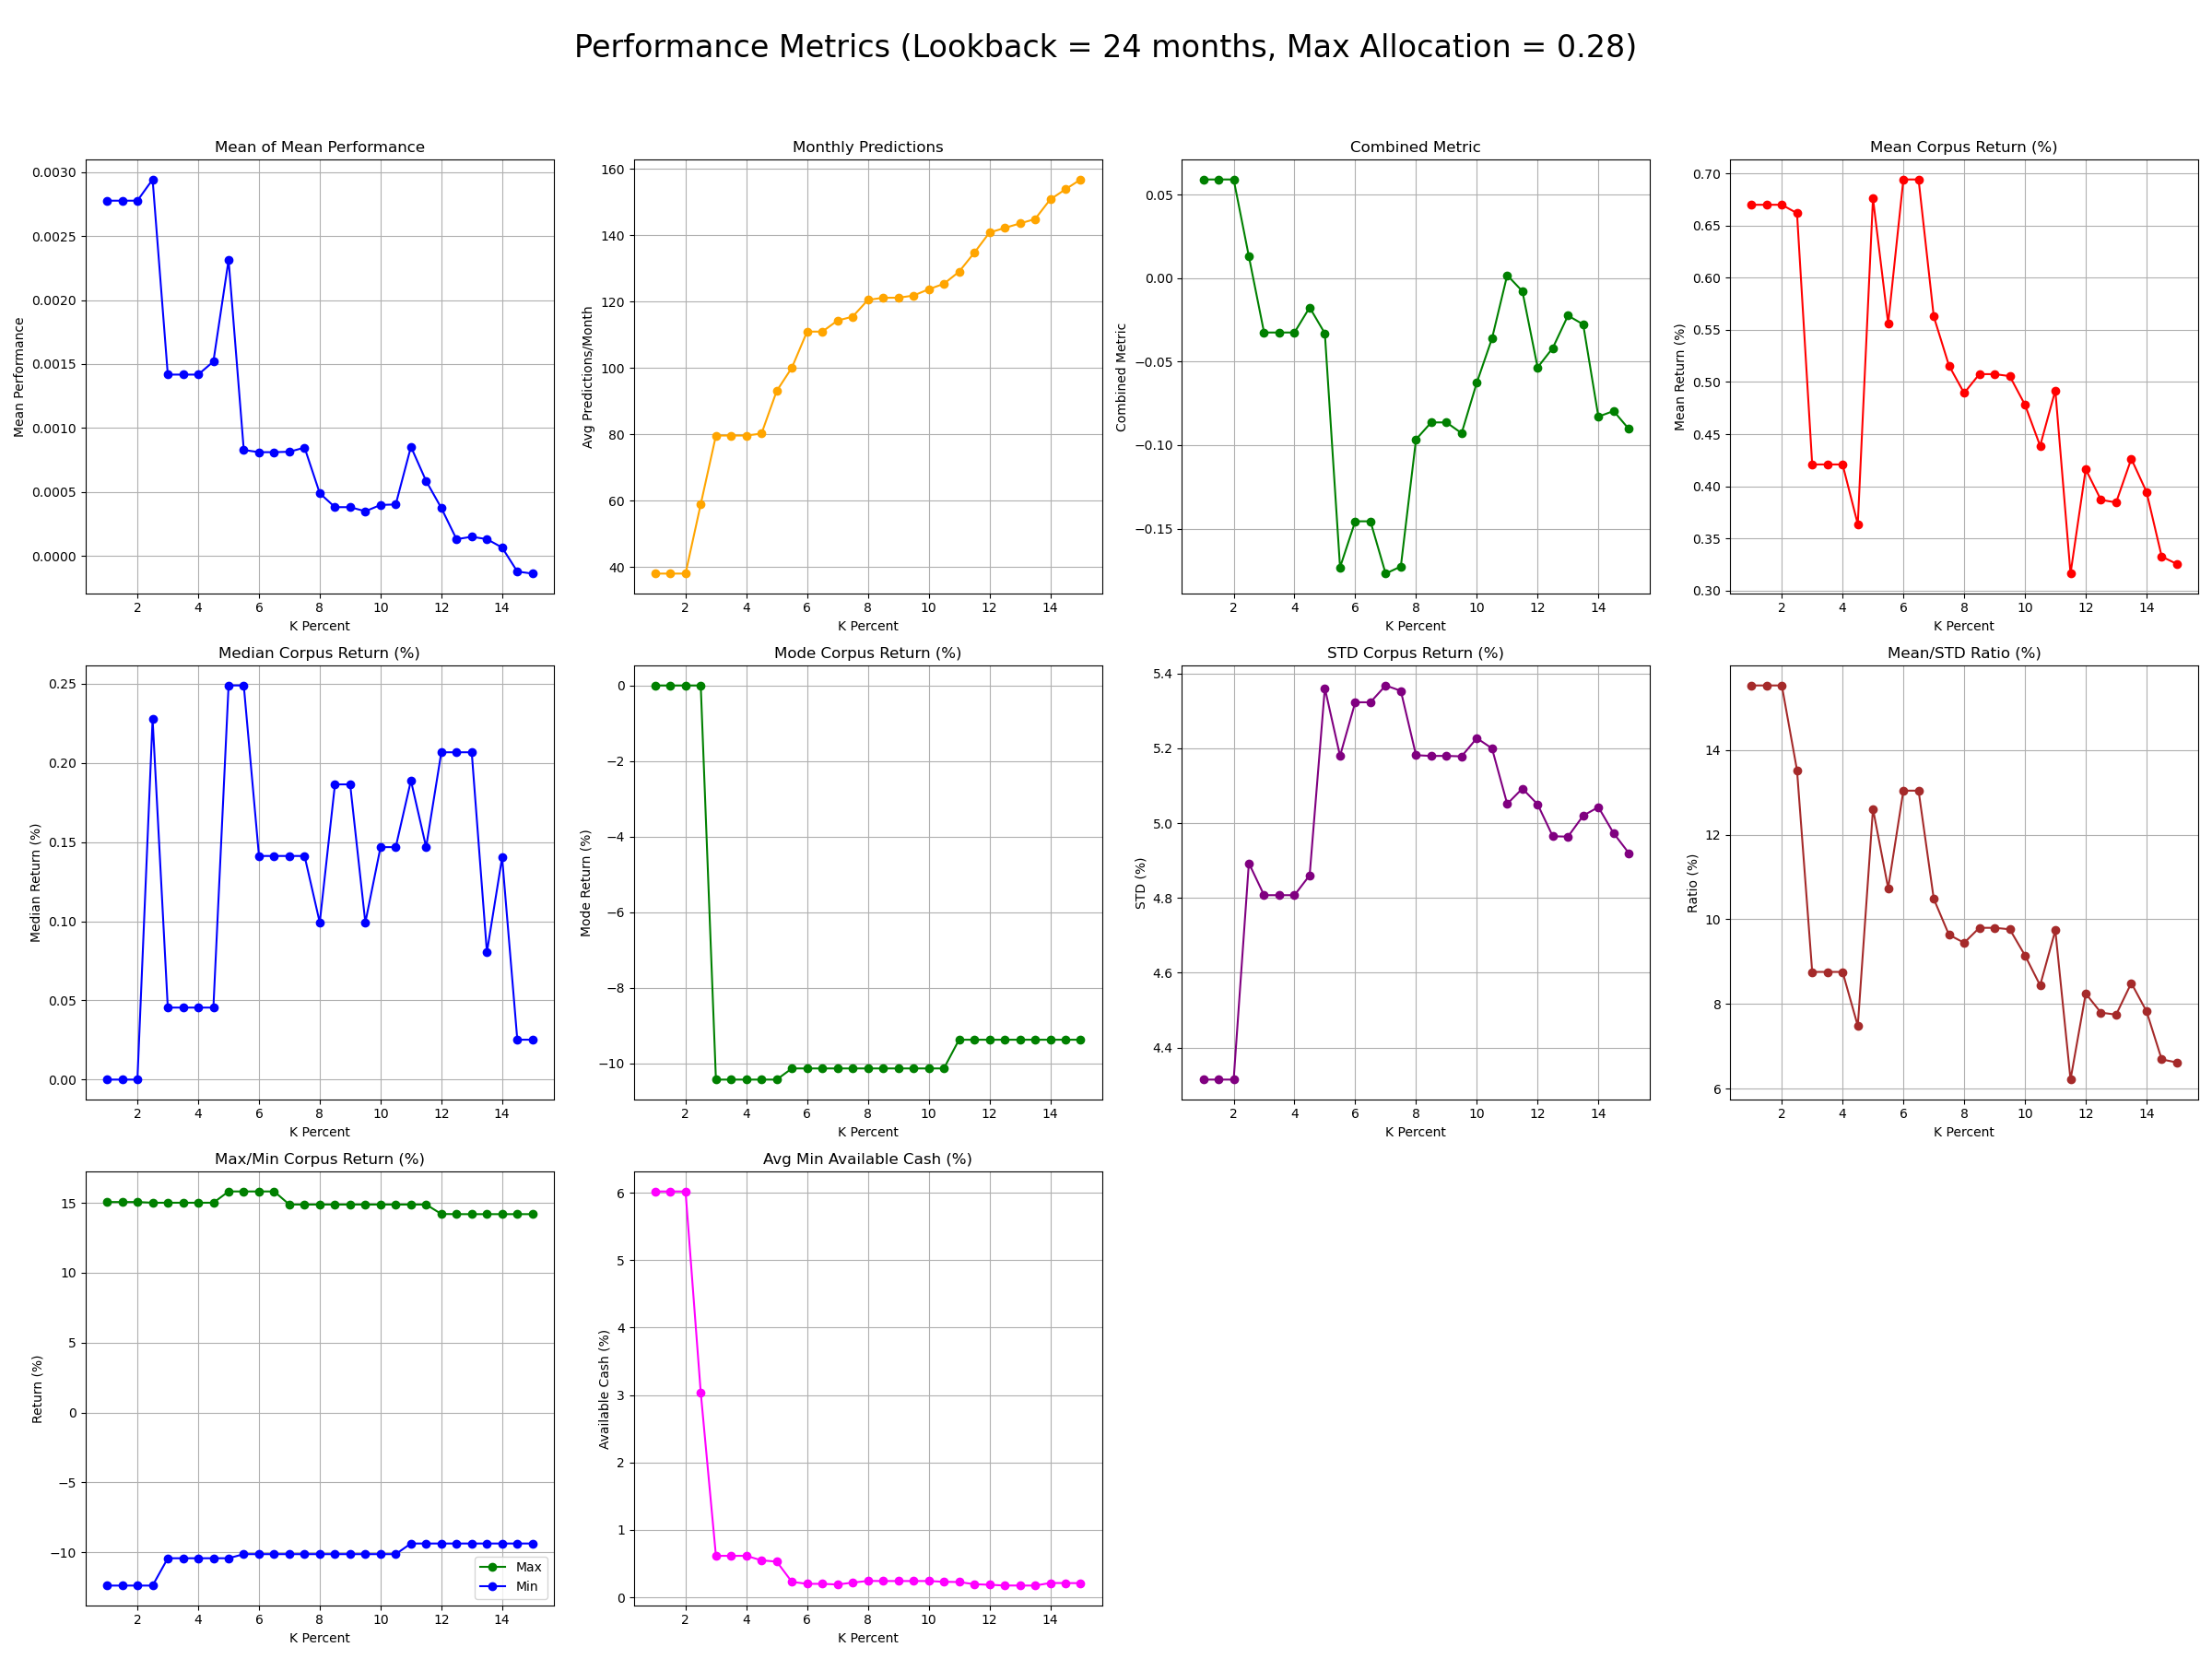 Performance Metrics (Lookback = 24 months, Max Allocation = 0.28)
Mean of Mean Performance
Mean Performance
0.0030
0.0025
0.0020
0.0015
0.0010
0.0005
0.0000
2 4 6 8 10 12 14
K Percent
Monthly Predictions
Avg Predictions/Month
160
140
120
100
80
60
40
2 4 6 8 10 12 14
K Percent
Combined Metric
Combined Metric
0.05
0.00
−0.05
−0.10
−0.15
2 4 6 8 10 12 14
K Percent
Mean Corpus Return (%)
Mean Return (%)
0.70
0.65
0.60
0.55
0.50
0.45
0.40
0.35
0.30
2 4 6 8 10 12 14
K Percent
Median Corpus Return (%)
Median Return (%)
0.25
0.20
0.15
0.10
0.05
0.00
2 4 6 8 10 12 14
K Percent
Mode Corpus Return (%)
Mode Return (%)
0
−2
−4
−6
−8
−10
2 4 6 8 10 12 14
K Percent
STD Corpus Return (%)
STD (%)
5.4
5.2
5.0
4.8
4.6
4.4
2 4 6 8 10 12 14
K Percent
Mean/STD Ratio (%)
Ratio (%)
14
12
10
8
6
2 4 6 8 10 12 14
K Percent
Max/Min Corpus Return (%)
Return (%)
15
10
5
0
−5
−10
Max
Min
2 4 6 8 10 12 14
K Percent
Avg Min Available Cash (%)
Available Cash (%)
6
5
4
3
2
1
0
2 4 6 8 10 12 14
K Percent